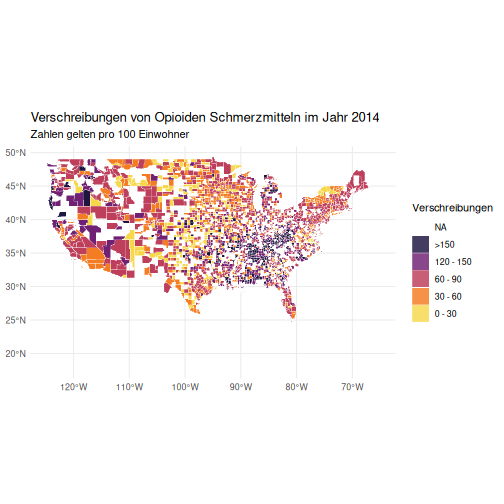 Verschreibungen von Opioiden Schmerzmitteln im Jahr 2014
Zahlen gelten pro 100 Einwohner
50°N
45°N
40°N
35°N
30°N
25°N
20°N
120°W 110°W 100°W 90°W 80°W 70°W
Verschreibungen
NA
>150
120 - 150
60 - 90
30 - 60
0 - 30